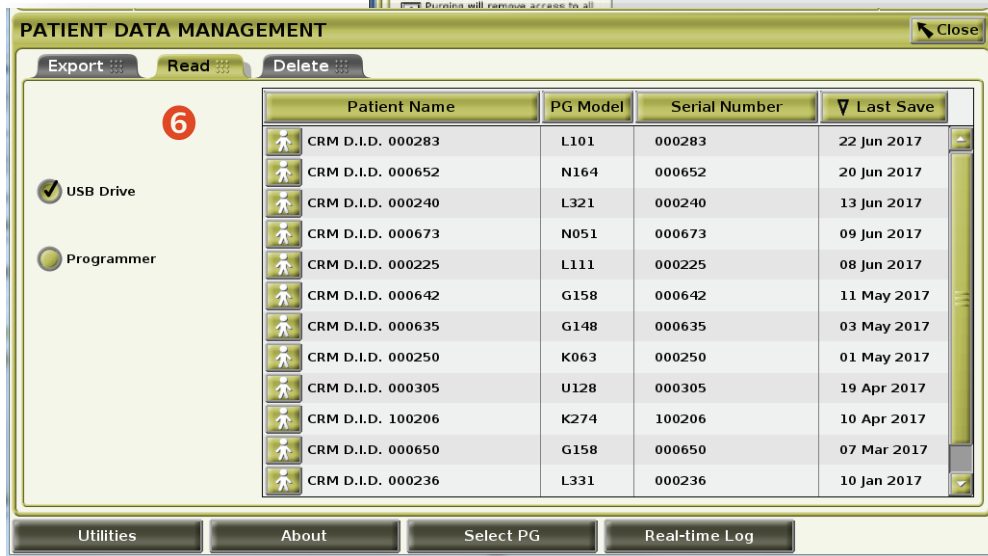 Purging will remove access to all
PATIENT DATA MANAGEMENT
Close
Export Read Delete
6
USB Drive
Programmer
Patient Name PG Model Serial Number Last Save
CRM D.I.D. 000283 L101 000283 22 Jun 2017
CRM D.I.D. 000652 N164 000652 20 Jun 2017
CRM D.I.D. 000240 L321 000240 13 Jun 2017
CRM D.I.D. 000673 N051 000673 09 Jun 2017
CRM D.I.D. 000225 L111 000225 08 Jun 2017
CRM D.I.D. 000642 G158 000642 11 May 2017
CRM D.I.D. 000635 G148 000635 03 May 2017
CRM D.I.D. 000250 K063 000250 01 May 2017
CRM D.I.D. 000305 U128 000305 19 Apr 2017
CRM D.I.D. 100206 K274 100206 10 Apr 2017
CRM D.I.D. 000650 G158 000650 07 Mar 2017
CRM D.I.D. 000236 L331 000236 10 Jan 2017
Utilities About Select PG Real-time Log